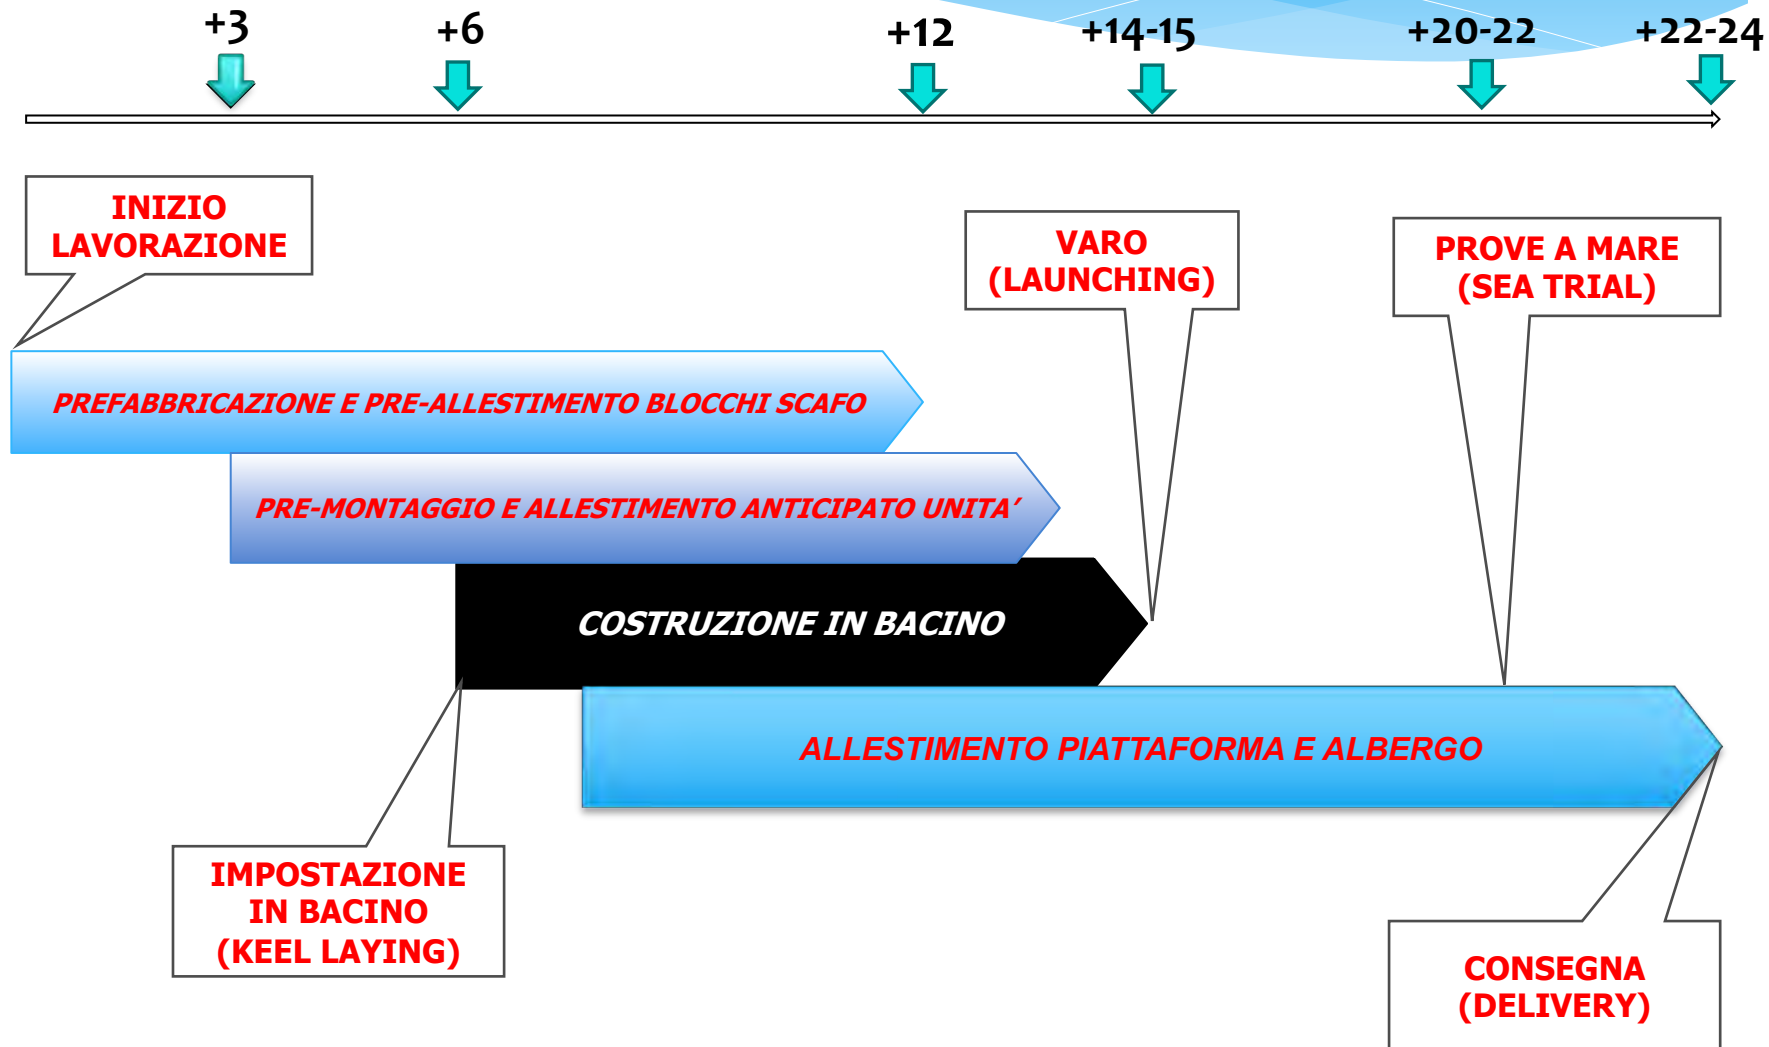 +3
+6
+12
+14-15
+20-22
+22-24
INIZIO
LAVORAZIONE
VARO
(LAUNCHING)
PROVE A MARE
(SEA TRIAL)
PREFABBRICAZIONE E PRE-ALLESTIMENTO BLOCCHI SCAFO
PRE-MONTAGGIO E ALLESTIMENTO ANTICIPATO UNITA’
COSTRUZIONE IN BACINO
ALLESTIMENTO PIATTAFORMA E ALBERGO
IMPOSTAZIONE
IN BACINO
(KEEL LAYING)
CONSEGNA
(DELIVERY)